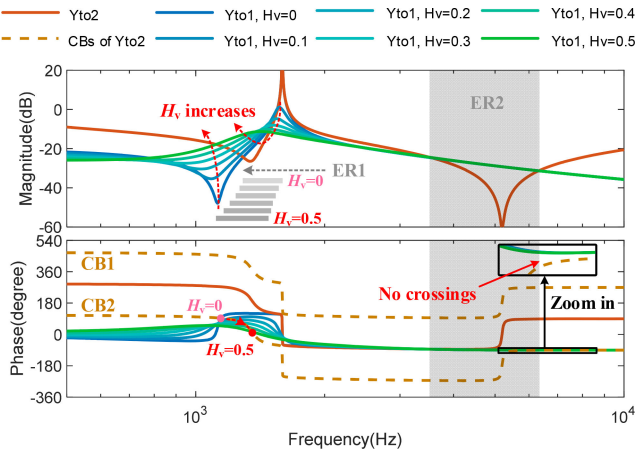 Yto2
Yto1, Hv=0
Yto1, Hv=0.2
Yto1, Hv=0.4
CBs of Yto2
Yto1, Hv=0.1
Yto1, Hv=0.3
Yto1, Hv=0.5
Magnitude(dB)
20
0
-20
-40
-60
Hv increases
ER1
ER2
Hv=0
Hv=0.5
Phase(degree)
540
360
180
0
-180
-360
CB1
CB2
Hv=0
Hv=0.5
No crossings
Zoom in
10³
10⁴
Frequency(Hz)